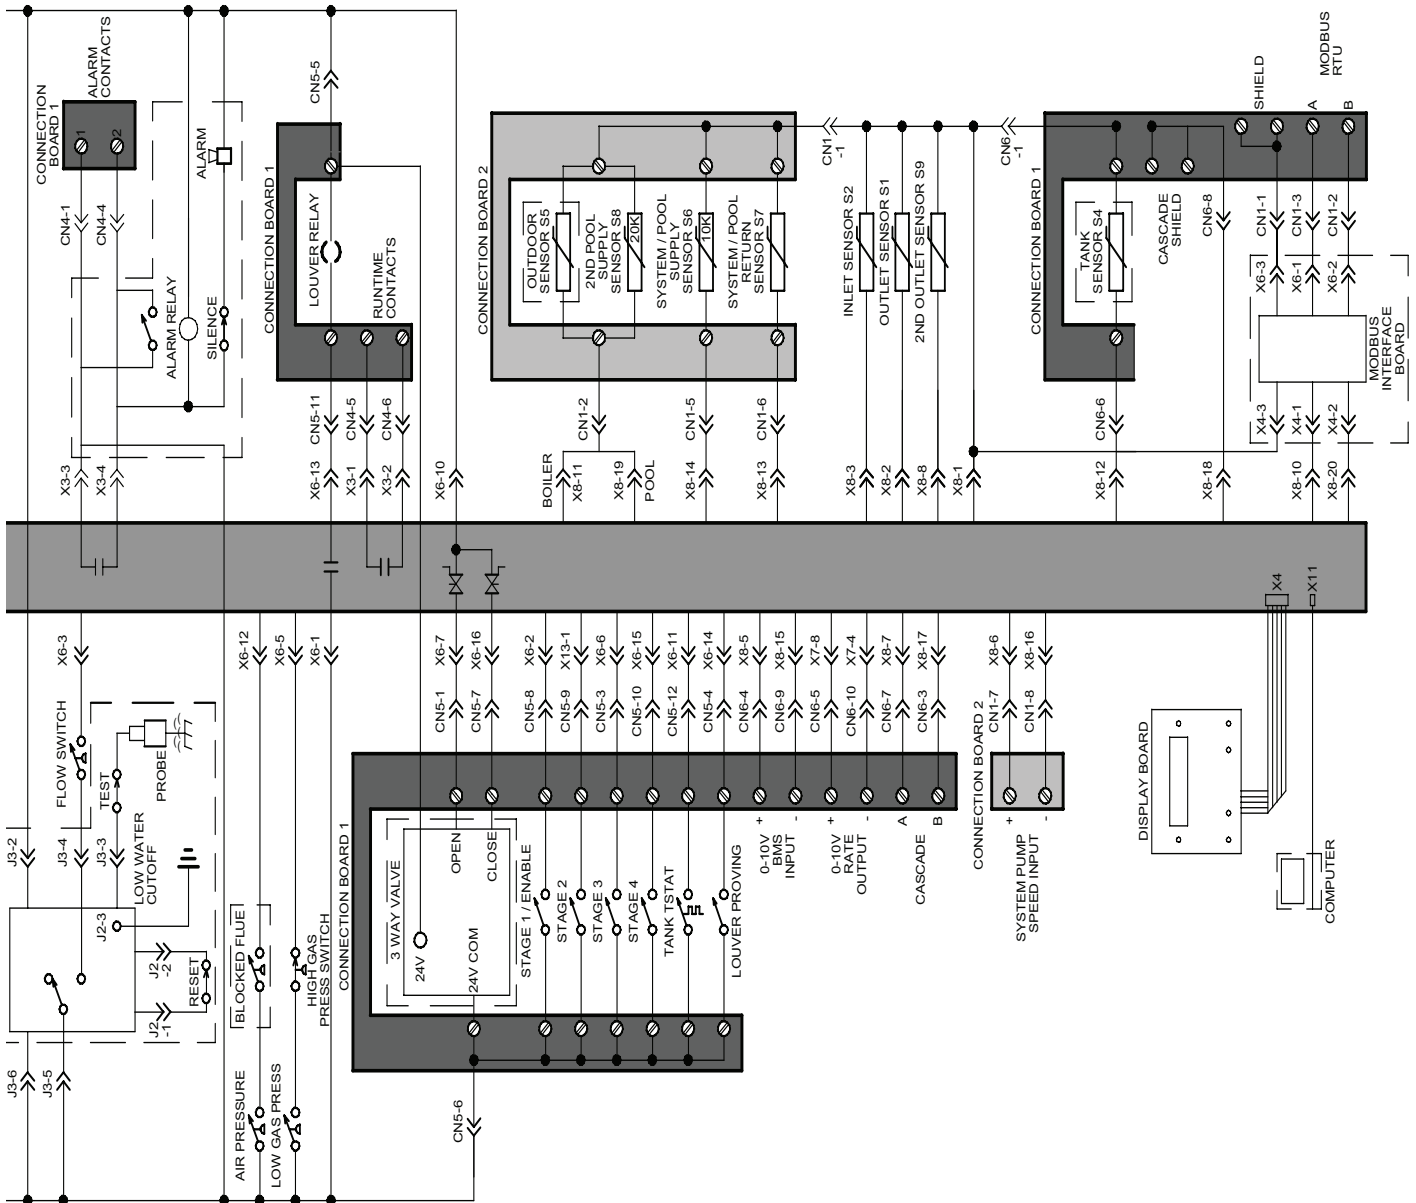 CONNECTION
BOARD 1
ALARM
CONTACTS
1
2
CN4-1
CN4-4
X3-3
X3-4
ALARM RELAY
SILENCE
ALARM
CN5-5
CONNECTION BOARD 1
LOUVER RELAY
RUNTIME
CONTACTS
CN5-11
CN4-5
CN4-6
X6-13
X3-1
X3-2
X6-10
CONNECTION BOARD 2
OUTDOOR
SENSOR S5
2ND POOL
SUPPLY
SENSOR S8
20K
SYSTEM / POOL
SUPPLY
SENSOR S6
10K
SYSTEM / POOL
RETURN
SENSOR S7
CN1-2
CN1-5
CN1-6
BOILER
X8-11
X8-19
POOL
X8-14
X8-13
CN1
-1
INLET SENSOR S2
OUTLET SENSOR S1
2ND OUTLET SENSOR S9
X8-3
X8-2
X8-8
X8-1
CN6
-1
CONNECTION BOARD 1
TANK
SENSOR S4
CASCADE
SHIELD
CN6-8
CN6-6
X8-12
X8-18
SHIELD
MODBUS
RTU
A
B
CN1-1
CN1-3
CN1-2
X6-3
X6-1
X6-2
MODBUS
INTERFACE
BOARD
X4-3
X4-1
X4-2
X8-10
X8-20
X4
X11
X6-3
FLOW SWITCH
TEST
PROBE
J3-2
J3-4
J3-3
LOW WATER
CUTOFF
J2-3
J2
-2
J2
-1
RESET
J3-6
J3-5
X6-12
X6-5
X6-1
BLOCKED FLUE
HIGH GAS
PRESS SWITCH
AIR PRESSURE
LOW GAS PRESS
CONNECTION BOARD 1
X6-7
X6-16
X6-2
X13-1
X6-6
X6-15
X6-11
X6-14
X8-5
X8-15
X7-8
X7-4
X8-7
X8-17
CN5-1
CN5-7
CN5-8
CN5-9
CN5-3
CN5-10
CN5-12
CN5-4
CN6-4
CN6-9
CN6-5
CN6-10
CN6-7
CN6-3
3 WAY VALVE
24V
OPEN
CLOSE
24V COM
STAGE 1 / ENABLE
STAGE 2
STAGE 3
STAGE 4
TANK TSTAT
LOUVER PROVING
+
-
0-10V
BMS
INPUT
+
-
0-10V
RATE
OUTPUT
A
B
CASCADE
CN5-6
X8-6
X8-16
CN1-7
CN1-8
CONNECTION BOARD 2
+
-
SYSTEM PUMP
SPEED INPUT
DISPLAY BOARD
COMPUTER